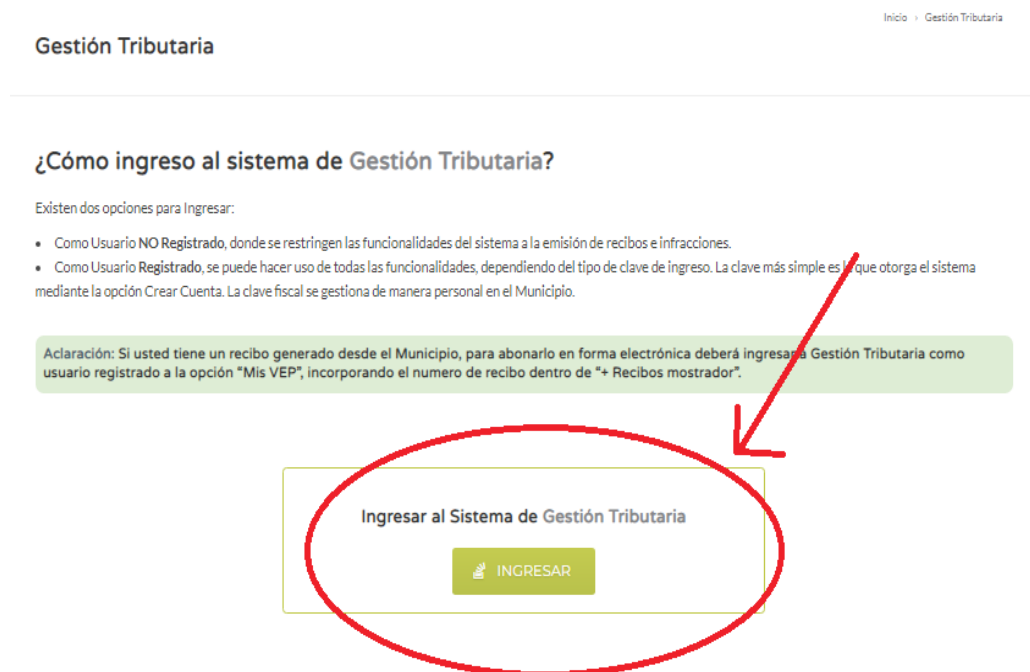 Inicio › Gestión Tributaria
Gestión Tributaria
¿Cómo ingreso al sistema de Gestión Tributaria?
Existen dos opciones para Ingresar:
• Como Usuario NO Registrado, donde se restringen las funcionalidades del sistema a la emisión de recibos e infracciones.
• Como Usuario Registrado, se puede hacer uso de todas las funcionalidades, dependiendo del tipo de clave de ingreso. La clave más simple es la que otorga el sistema
mediante la opción Crear Cuenta. La clave fiscal se gestiona de manera personal en el Municipio.
Aclaración: Si usted tiene un recibo generado desde el Municipio, para abonarlo en forma electrónica deberá ingresar a Gestión Tributaria como
usuario registrado a la opción “Mis VEP”, incorporando el numero de recibo dentro de “+ Recibos mostrador”.
Ingresar al Sistema de Gestión Tributaria
INGRESAR